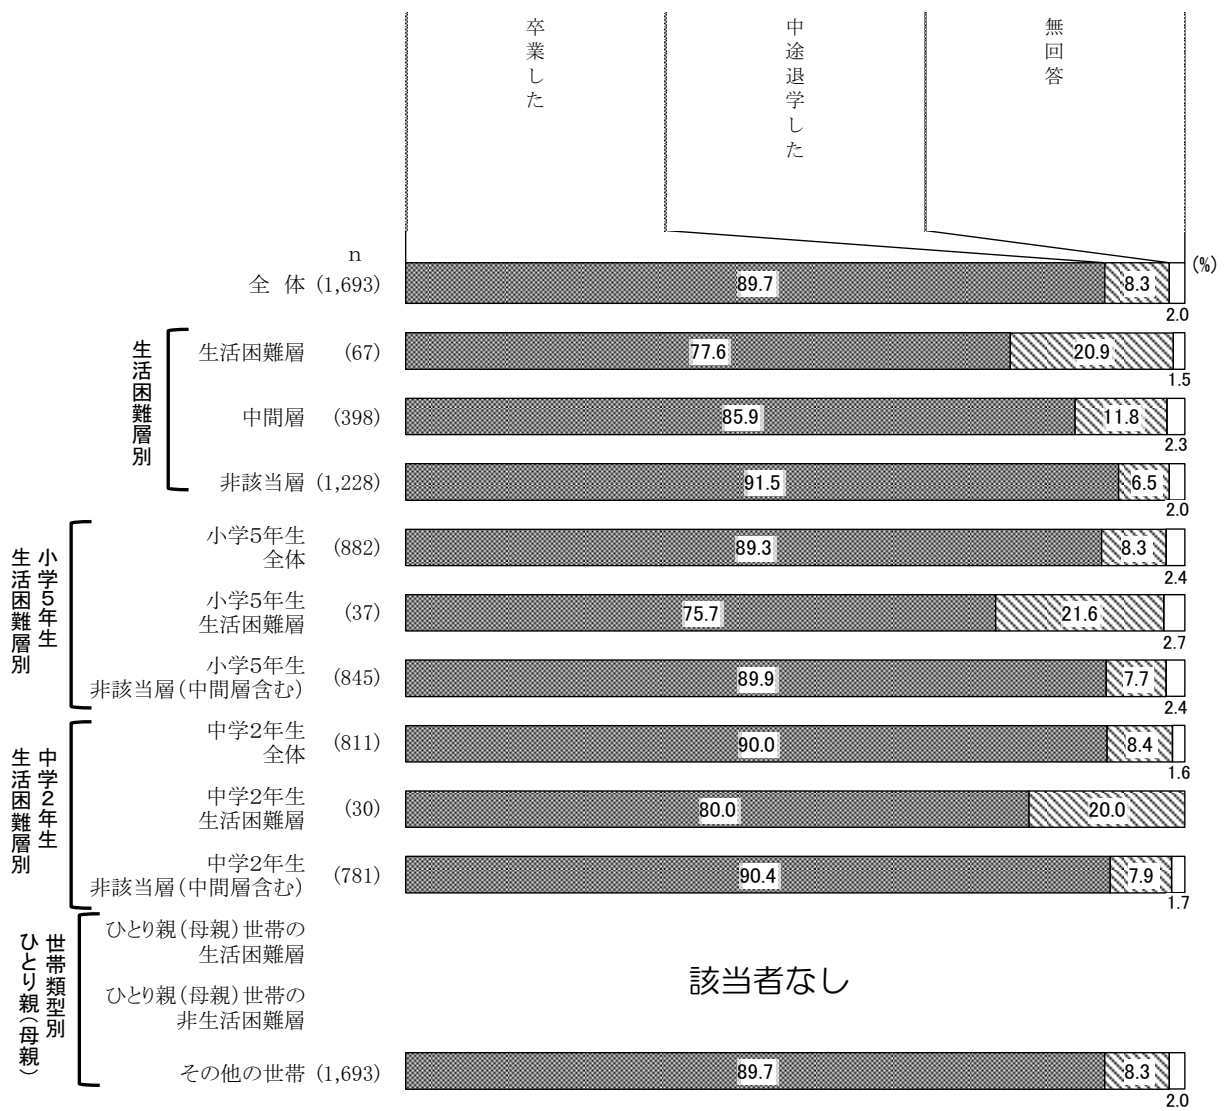 卒業した
中途退学した
無回答
n
(%)
全 体 (1,693) 89.7 8.3 2.0
生活困難層別
生活困難層 (67) 77.6 20.9 1.5
中間層 (398) 85.9 11.8 2.3
非該当層 (1,228) 91.5 6.5 2.0
小学5年生
生活困難層別
小学5年生
全体 (882) 89.3 8.3 2.4
小学5年生
生活困難層 (37) 75.7 21.6 2.7
小学5年生
非該当層(中間層含む) (845) 89.9 7.7 2.4
中学2年生
生活困難層別
中学2年生
全体 (811) 90.0 8.4 1.6
中学2年生
生活困難層 (30) 80.0 20.0
中学2年生
非該当層(中間層含む) (781) 90.4 7.9 1.7
世帯類型別
ひとり親(母親)
ひとり親(母親)世帯の
生活困難層
ひとり親(母親)世帯の
非生活困難層
該当者なし
その他の世帯 (1,693) 89.7 8.3 2.0